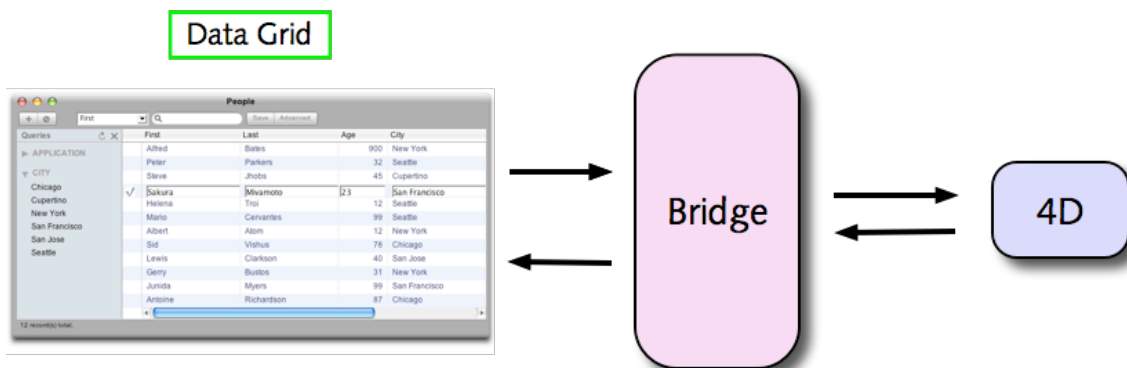 Data Grid
People
First
Save Advanced
Queries First Last Age City
APPLICATION
CITY
Chicago
Cupertino
New York
San Francisco
San Jose
Seattle
Alfred Bates 900 New York
Peter Parkers 32 Seattle
Steve Jhobs 45 Cupertino
Sakura Mivamoto 23 San Francisco
Helena Troi 12 Seattle
Mario Cervantes 99 Seattle
Albert Atom 12 New York
Sid Vishus 78 Chicago
Lewis Clarkson 40 San Jose
Gerry Bustos 31 New York
Junida Myers 99 San Francisco
Antoine Richardson 87 Chicago
12 record(s) total.
Bridge
4D